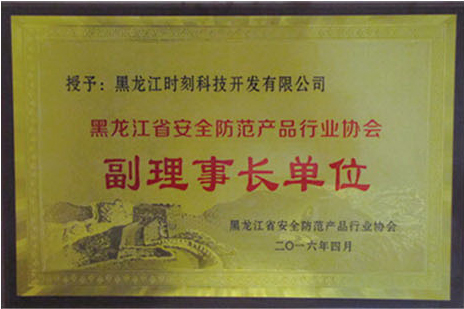 授予：黑龙江时刻科技开发有限公司
黑龙江省安全防范产品行业协会
副理事长单位
黑龙江省安全防范产品行业协会
二〇一六年四月